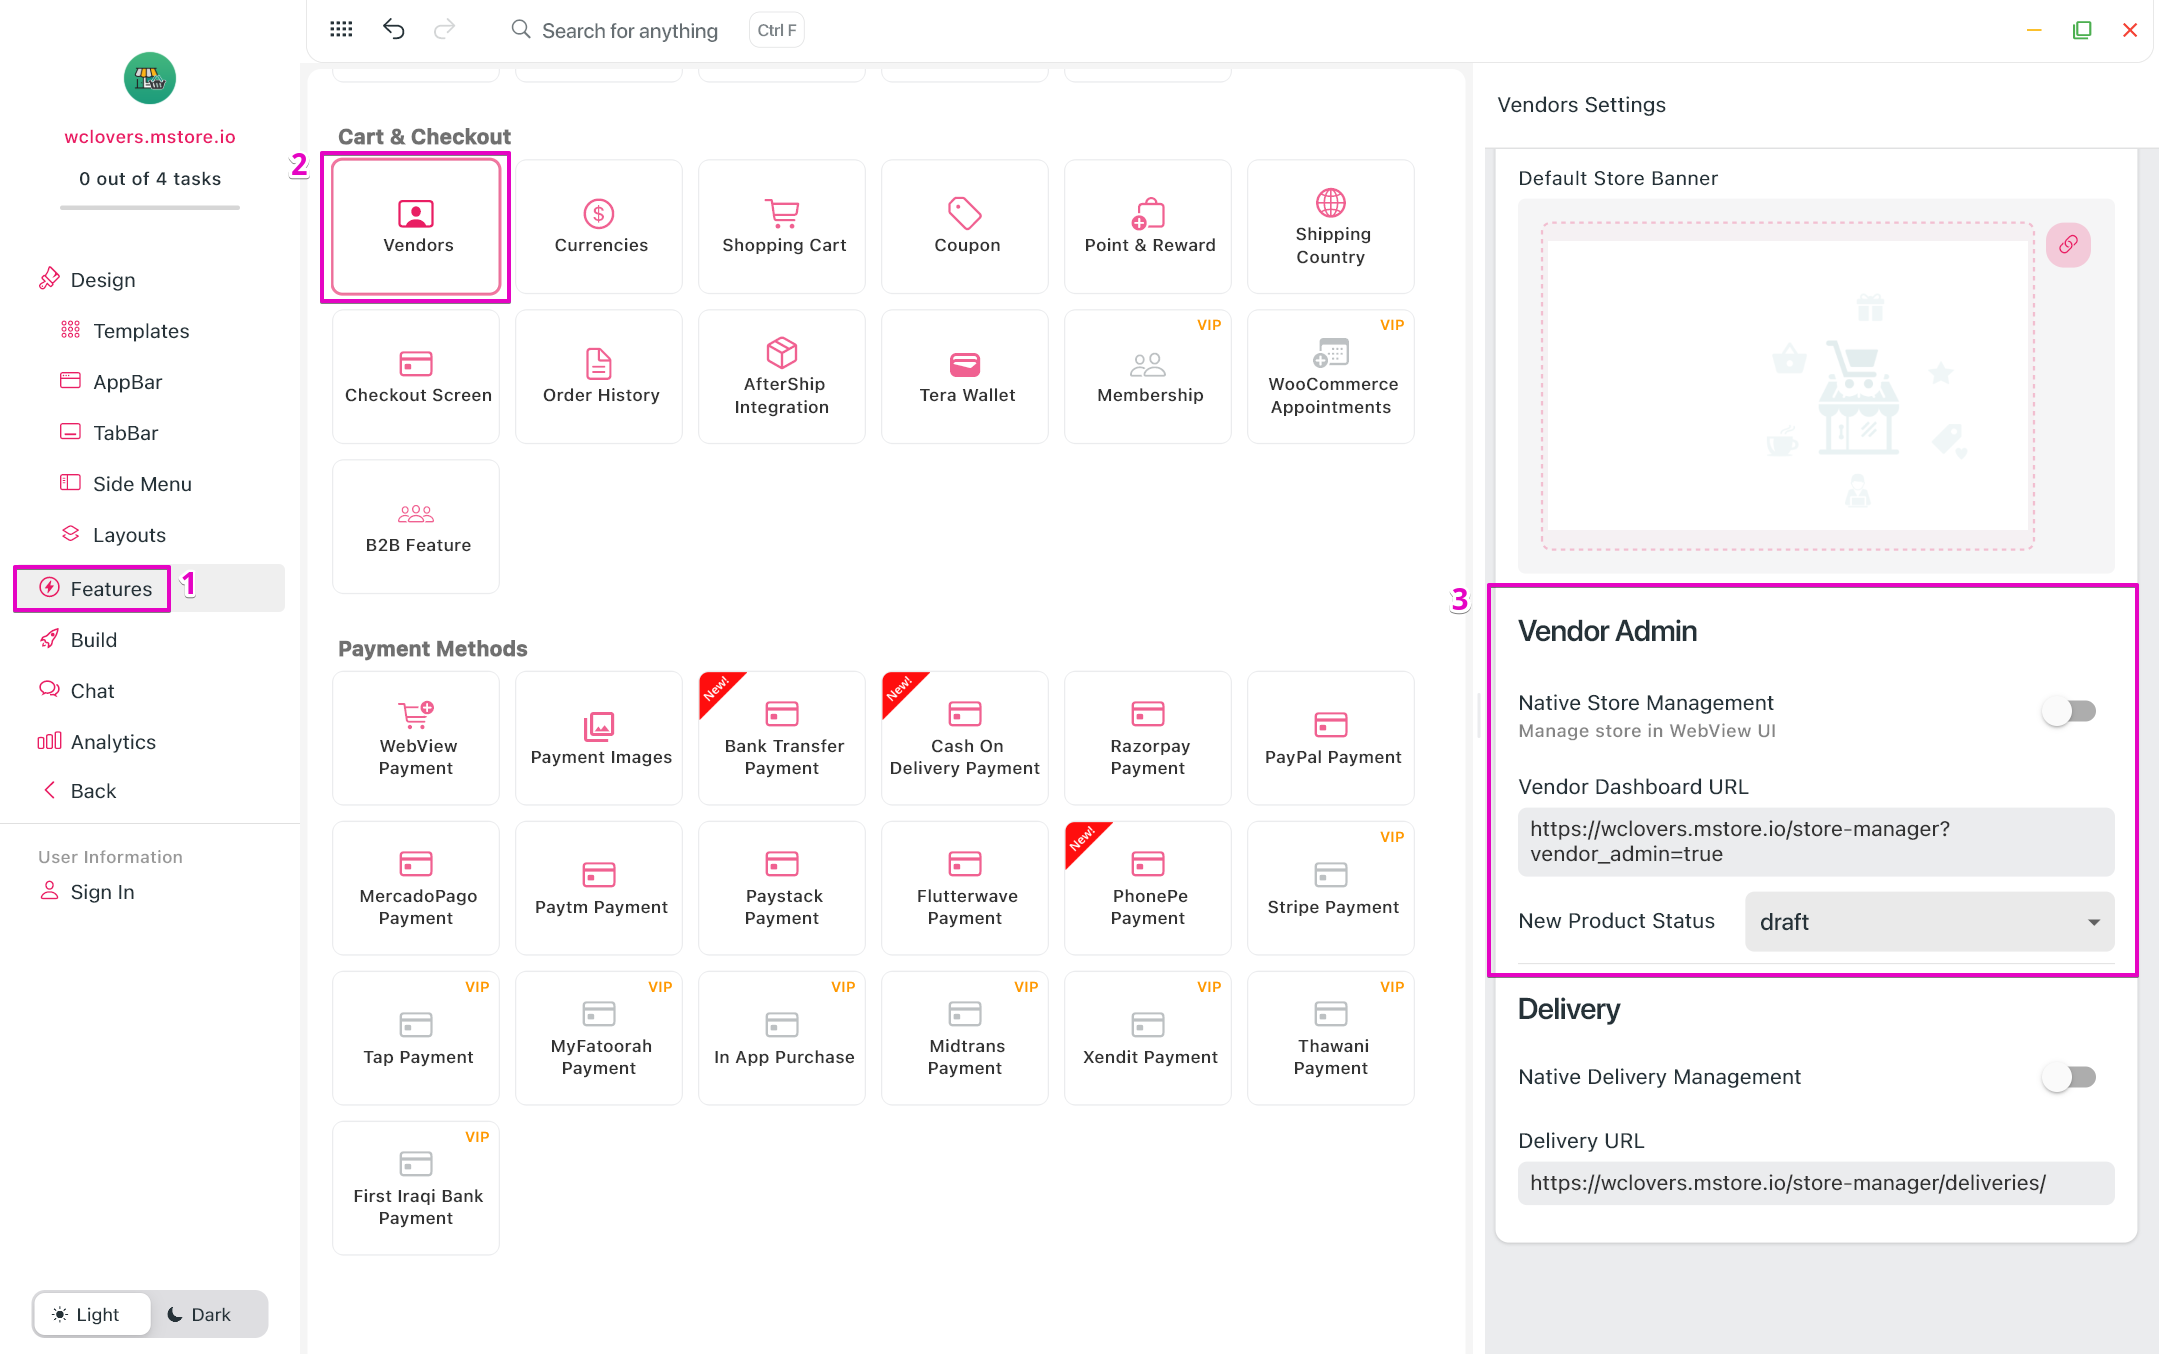 Search for anything
Ctrl F
wclovers.mstore.io
0 out of 4 tasks
Design
Templates
AppBar
TabBar
Side Menu
Layouts
Features
1
Build
Chat
Analytics
Back
User Information
Sign In
Light
Dark
Cart & Checkout
2
Vendors
Currencies
Shopping Cart
Coupon
Point & Reward
Shipping
Country
Checkout Screen
Order History
AfterShip
Integration
Tera Wallet
VIP
Membership
VIP
WooCommerce
Appointments
B2B Feature
Payment Methods
WebView
Payment
Payment Images
New!
Bank Transfer
Payment
New!
Cash On
Delivery Payment
Razorpay
Payment
PayPal Payment
MercadoPago
Payment
Paytm Payment
Paystack
Payment
Flutterwave
Payment
New!
PhonePe
Payment
VIP
Stripe Payment
VIP
Tap Payment
VIP
MyFatoorah
Payment
VIP
In App Purchase
VIP
Midtrans
Payment
VIP
Xendit Payment
VIP
Thawani
Payment
VIP
First Iraqi Bank
Payment
Vendors Settings
Default Store Banner
3
Vendor Admin
Native Store Management
Manage store in WebView UI
Vendor Dashboard URL
https://wclovers.mstore.io/store-manager?
vendor_admin=true
New Product Status
draft
Delivery
Native Delivery Management
Delivery URL
https://wclovers.mstore.io/store-manager/deliveries/